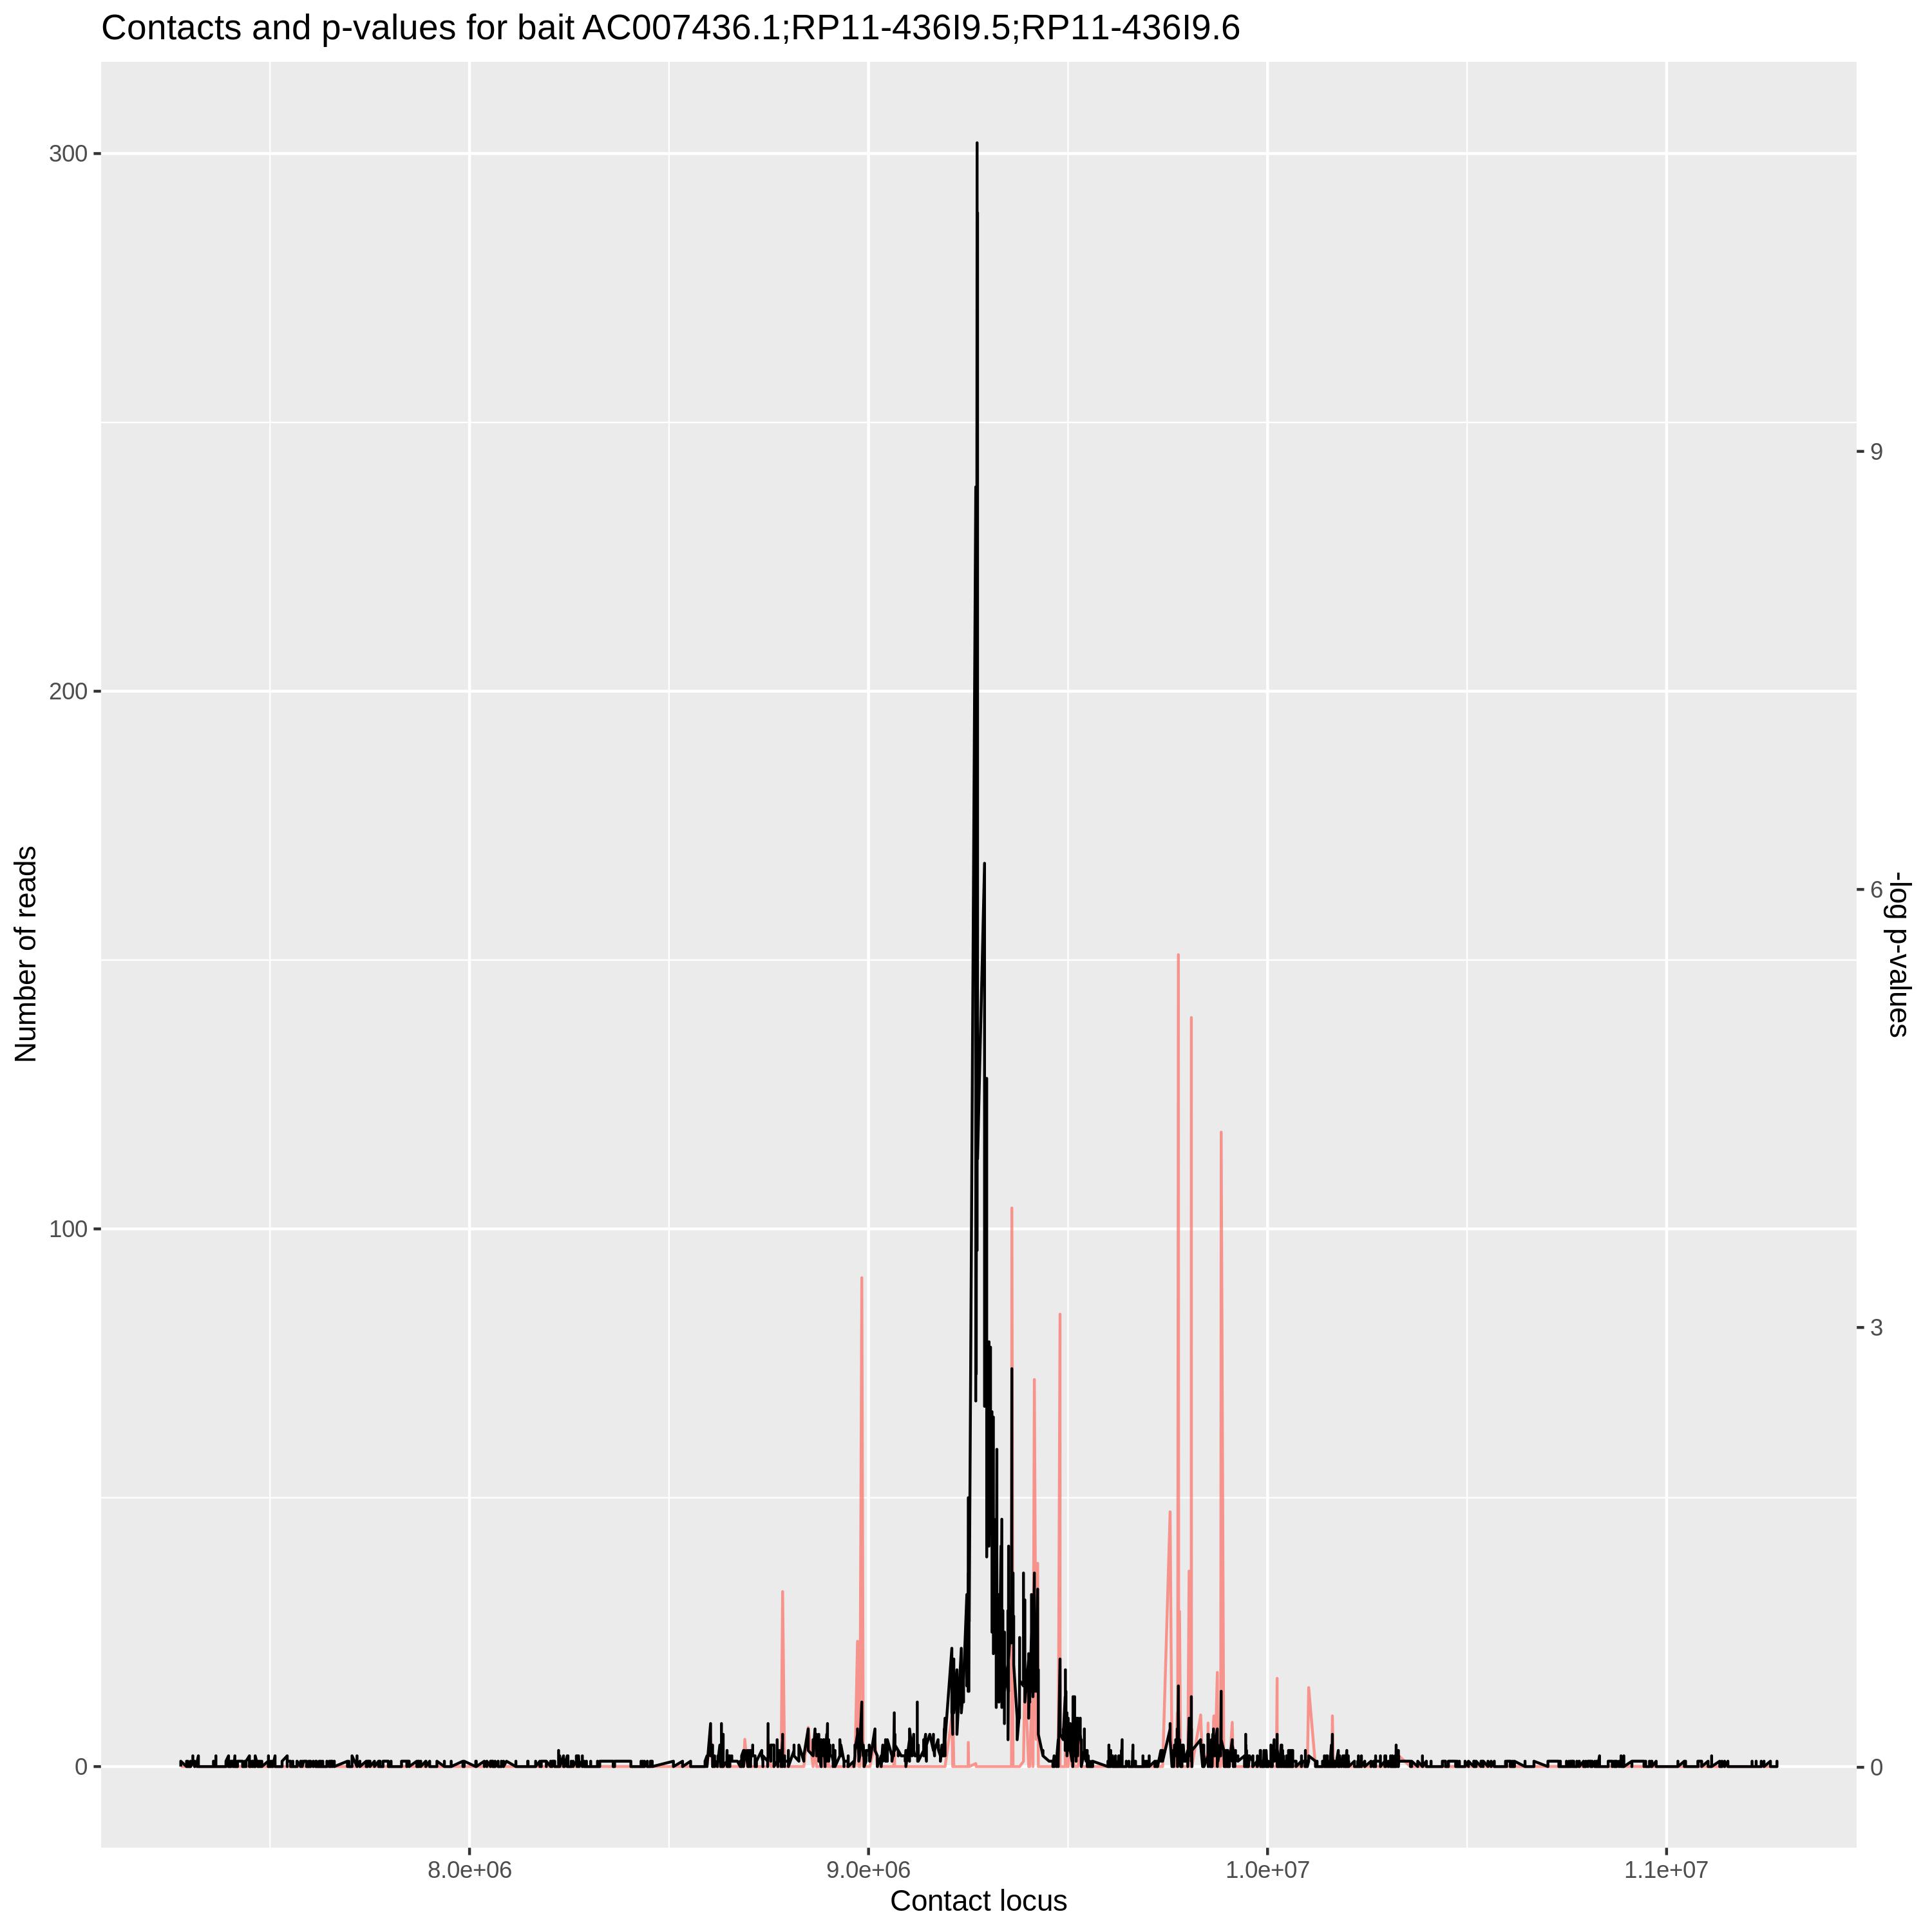 Contacts and p-values for bait AC007436.1;RP11-436I9.5;RP11-436I9.6
300
200
100
0
Number of reads
9
6
3
0
-log p-values
8.0e+06
9.0e+06
1.0e+07
1.1e+07
Contact locus